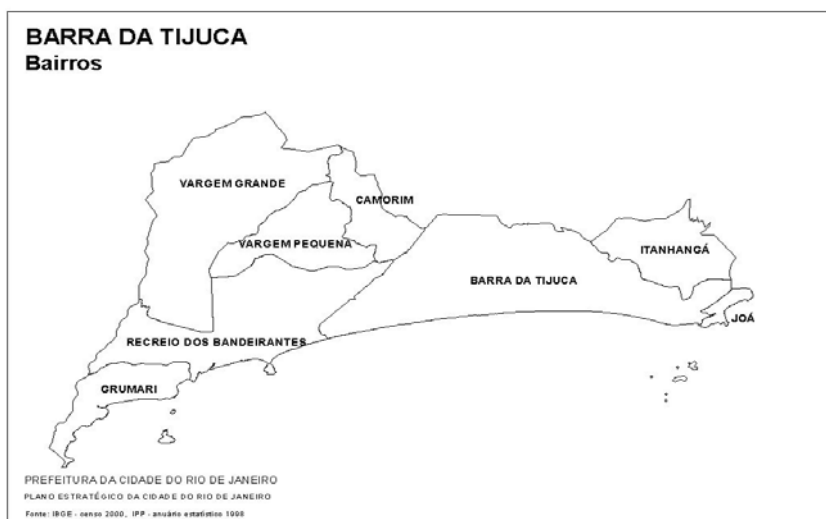 BARRA DA TIJUCA
Bairros
VARGEM GRANDE
CAMORIM
VARGEM PEQUENA
ITANHANGÁ
BARRA DA TIJUCA
JOÁ
RECREIO DOS BANDEIRANTES
GRUMARI
PREFEITURA DA CIDADE DO RIO DE JANEIRO
PLANO ESTRATÉGICO DA CIDADE DO RIO DE JANEIRO
Fonte: IBGE - censo 2000, IPP - anuário estatístico 1998